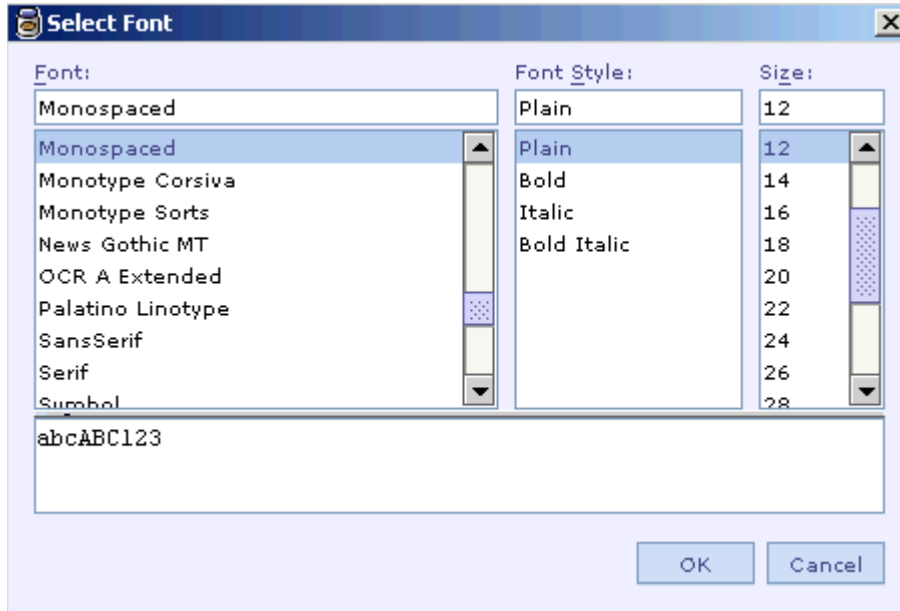 Select Font
Font: Font Style: Size:
Monospaced Plain 12
Monospaced Plain 12
Monotype Corsiva Bold 14
Monotype Sorts Italic 16
News Gothic MT Bold Italic 18
OCR A Extended 20
Palatino Linotype 22
SansSerif 24
Serif 26
Symbol 28
abcABC123
OK Cancel